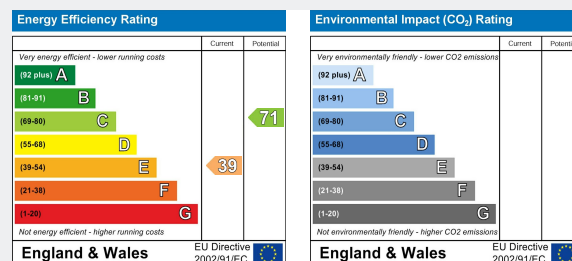 Energy Efficiency Rating
Current Potential
Very energy efficient - lower running costs
(92 plus) A
(81-91) B
(69-80) C
71
(55-68) D
(39-54) E
39
(21-38) F
(1-20) G
Not energy efficient - higher running costs
England & Wales
EU Directive
2002/91/EC
Environmental Impact (CO2) Rating
Current Potenti
Very environmentally friendly - lower CO2 emissions
(92 plus) A
(81-91) B
(69-80) C
(55-68) D
(39-54) E
(21-38) F
(1-20) G
Not environmentally friendly - higher CO2 emissions
England & Wales
EU Directive
2002/91/EC